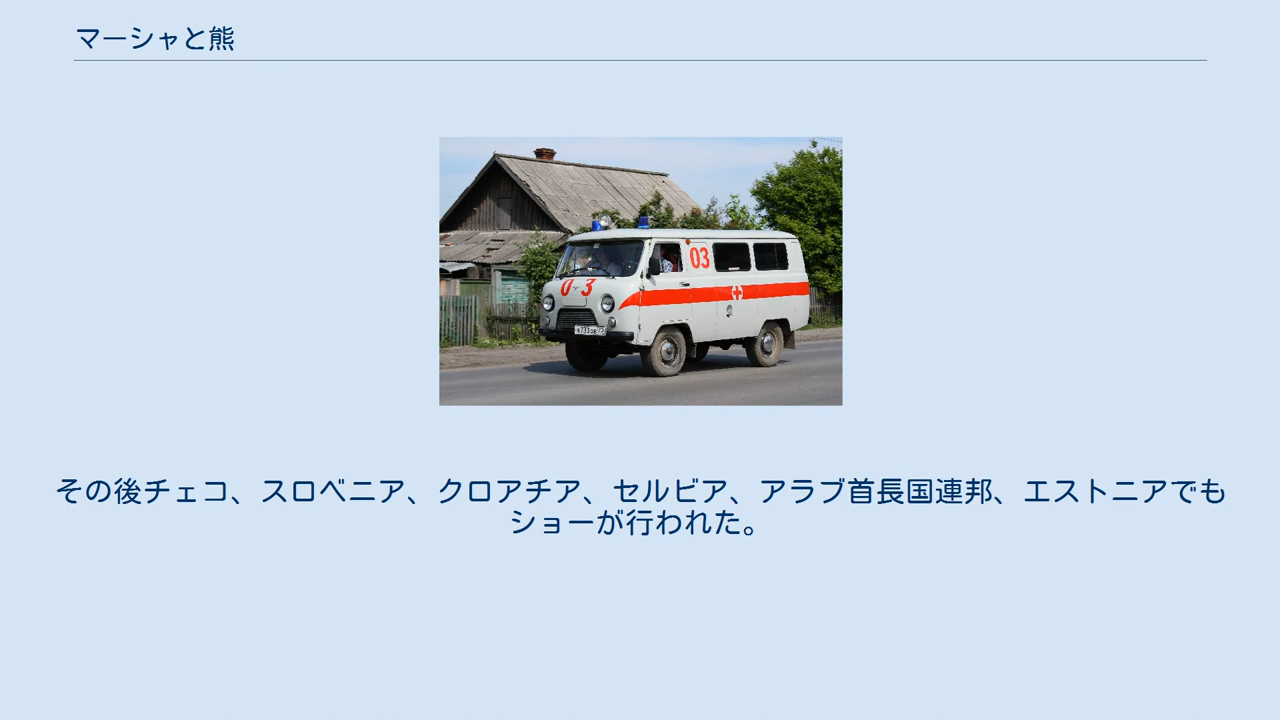 マーシャと熊
03
03
その後チェコ、スロベニア、クロアチア、セルビア、アラブ首長国連邦、エストニアでも
ショーが行われた。